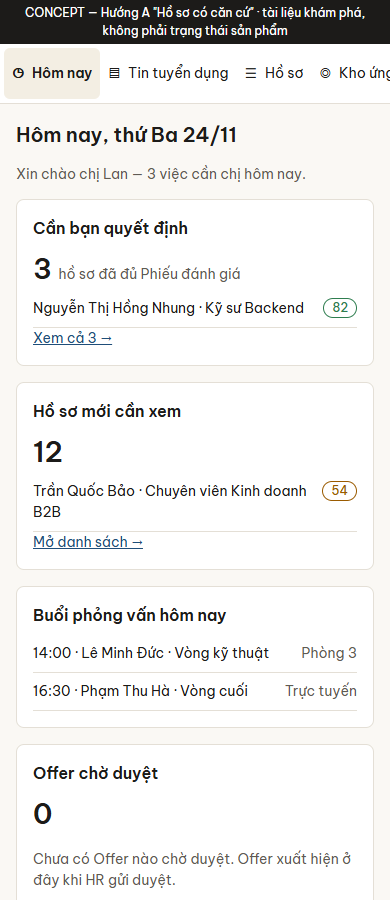 CONCEPT — Hướng A "Hồ sơ có căn cứ" · tài liệu khám phá,
không phải trạng thái sản phẩm
Hôm nay
Tin tuyển dụng
Hồ sơ
Kho ứng
Hôm nay, thứ Ba 24/11
Xin chào chị Lan — 3 việc cần chị hôm nay.
Cần bạn quyết định
3 hồ sơ đã đủ Phiếu đánh giá
Nguyễn Thị Hồng Nhung · Kỹ sư Backend 82
Xem cả 3 →
Hồ sơ mới cần xem
12
Trần Quốc Bảo · Chuyên viên Kinh doanh 54
B2B
Mở danh sách →
Buổi phỏng vấn hôm nay
14:00 · Lê Minh Đức · Vòng kỹ thuật Phòng 3
16:30 · Phạm Thu Hà · Vòng cuối Trực tuyến
Offer chờ duyệt
0
Chưa có Offer nào chờ duyệt. Offer xuất hiện ở
đây khi HR gửi duyệt.